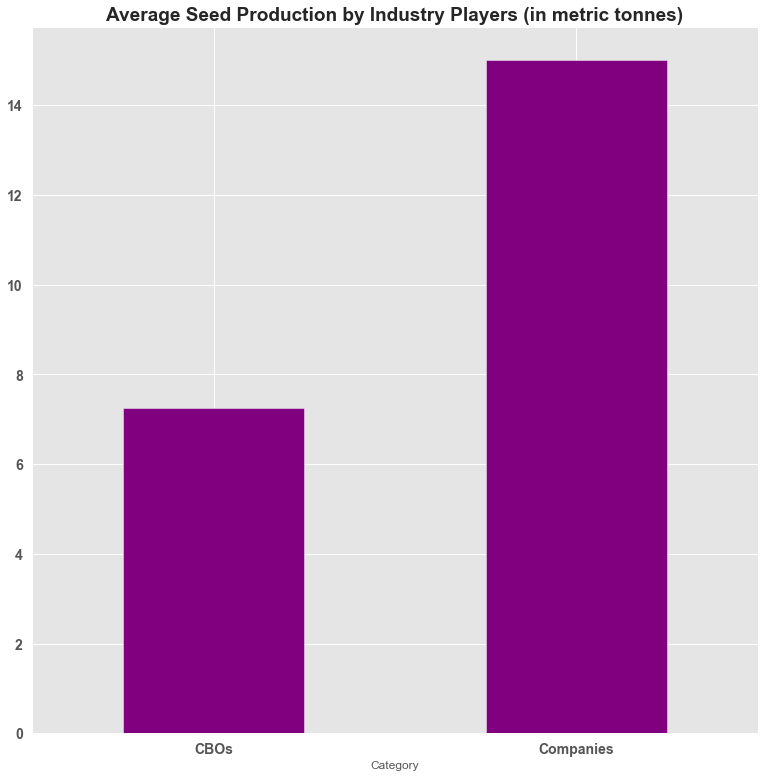 Average Seed Production by Industry Players (in metric tonnes)
14
12
10
8
6
4
2
0
CBOs Companies
Category